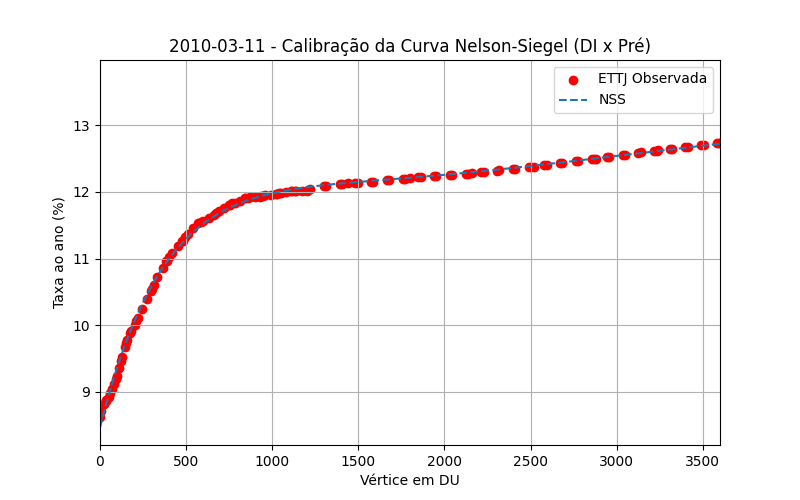 2010-03-11 - Calibração da Curva Nelson-Siegel (DI x Pré)
ETTJ Observada
NSS
Taxa ao ano (%)
13
12
11
10
9
0 500 1000 1500 2000 2500 3000 3500
Vértice em DU